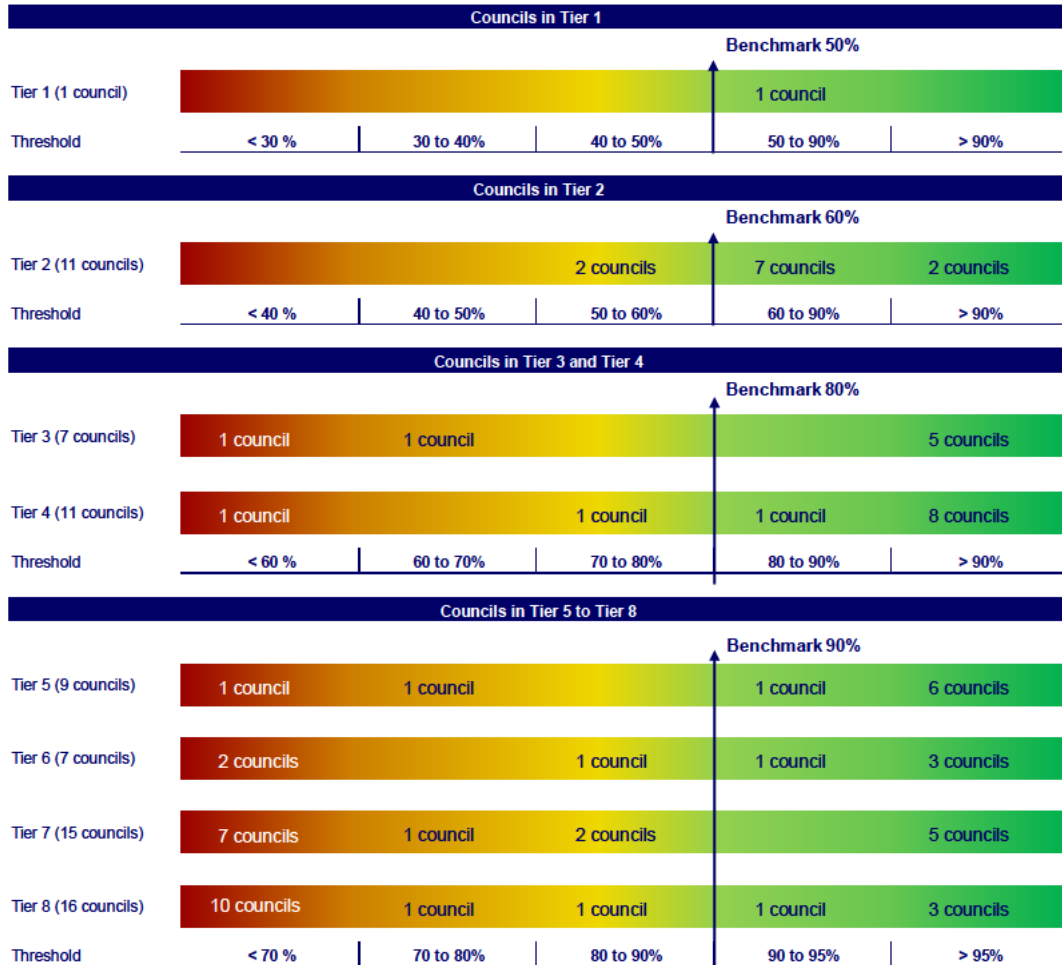 Councils in Tier 1
Benchmark 50%
Tier 1 (1 council) 1 council
Threshold < 30 % 30 to 40% 40 to 50% 50 to 90% > 90%
Councils in Tier 2
Benchmark 60%
Tier 2 (11 councils) 2 councils 7 councils 2 councils
Threshold < 40 % 40 to 50% 50 to 60% 60 to 90% > 90%
Councils in Tier 3 and Tier 4
Benchmark 80%
Tier 3 (7 councils) 1 council 1 council 5 councils
Tier 4 (11 councils) 1 council 1 council 1 council 8 councils
Threshold < 60 % 60 to 70% 70 to 80% 80 to 90% > 90%
Councils in Tier 5 to Tier 8
Benchmark 90%
Tier 5 (9 councils) 1 council 1 council 1 council 6 councils
Tier 6 (7 councils) 2 councils 1 council 1 council 3 councils
Tier 7 (15 councils) 7 councils 1 council 2 councils 5 councils
Tier 8 (16 councils) 10 councils 1 council 1 council 1 council 3 councils
Threshold < 70 % 70 to 80% 80 to 90% 90 to 95% > 95%